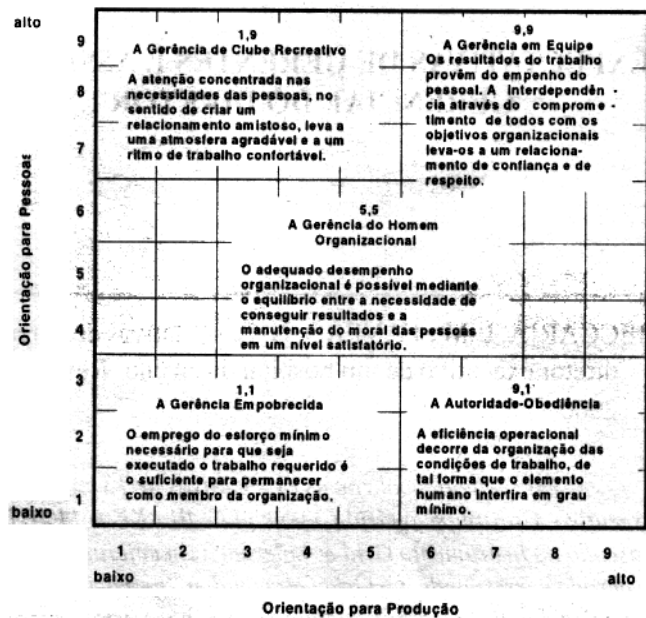 alto
9
8
7
6
5
4
3
2
1
baixo
Orientação para Pessoas
1,9
A Gerência de Clube Recreativo
A atenção concentrada nas
necessidades das pessoas, no
sentido de criar um
relacionamento amistoso, leva a
uma atmosfera agradável e a um
ritmo de trabalho confortável.
9,9
A Gerência em Equipe
Os resultados do trabalho
provêm do empenho do
pessoal. A interdependên -
cia através do comprome -
timento de todos com os
objetivos organizacionais
leva-os a um relaciona-
mento de confiança e de
respeito.
5,5
A Gerência do Homem
Organizacional
O adequado desempenho
organizacional é possível mediante
o equilíbrio entre a necessidade de
conseguir resultados e a
manutenção do moral das pessoas
em um nível satisfatório.
1,1
A Gerência Empobrecida
O emprego do esforço mínimo
necessário para que seja
executado o trabalho requerido é
o suficiente para permanecer
como membro da organização.
9,1
A Autoridade-Obediência
A eficiência operacional
decorre da organização das
condições de trabalho, de
tal forma que o elemento
humano interfira em grau
mínimo.
1 2 3 4 5 6 7 8 9
baixo alto
Orientação para Produção